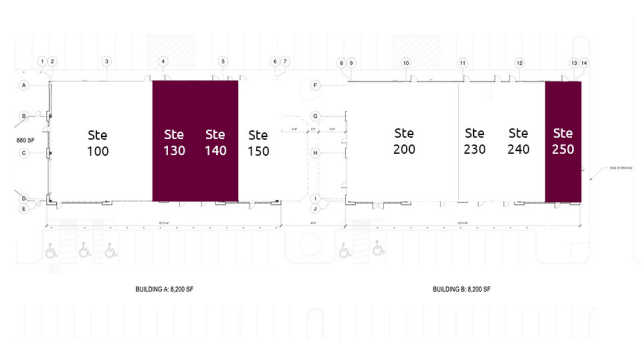 1 2 3 4 5 6 7 8 9 10 11 12 13 14
A F
B G
880 SF
Ste Ste Ste Ste Ste Ste Ste Ste
100 130 140 150 200 230 240 250
C H
D I
E J
BUILDING A: 8,200 SF BUILDING B: 8,200 SF